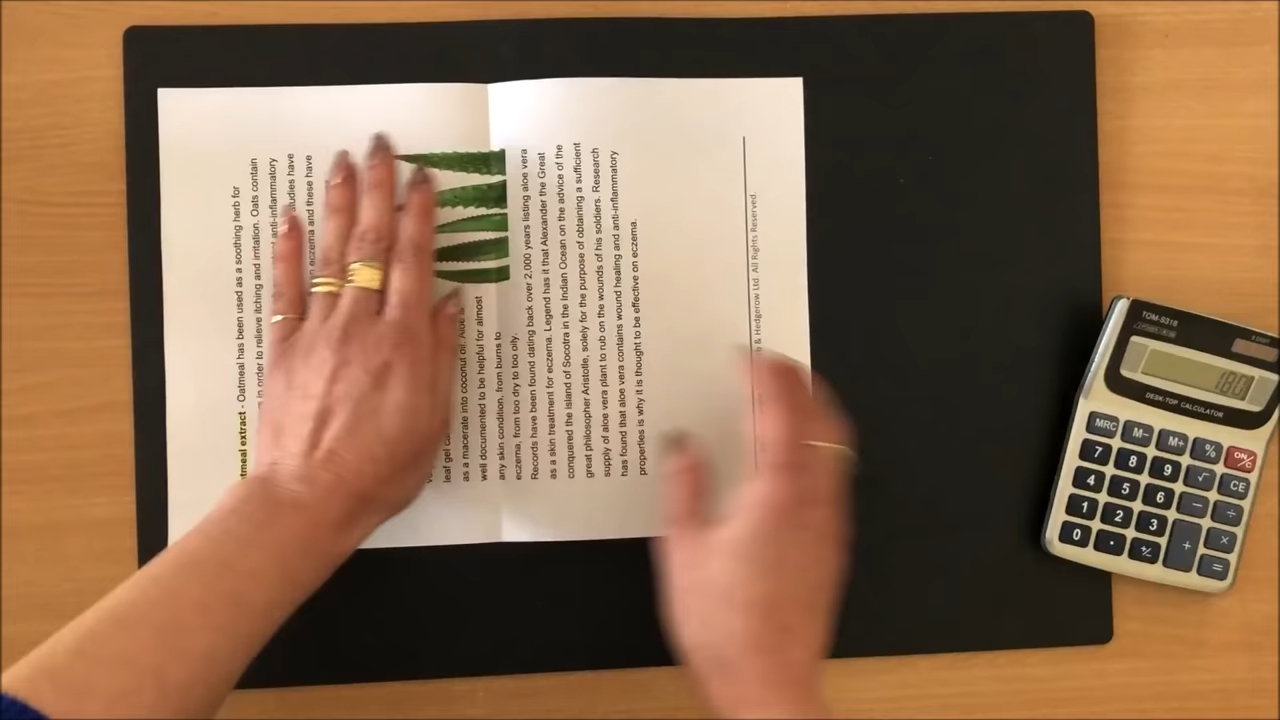 tmeal extract - Oatmeal has been used as a soothing herb for
in order to relieve itching and irritation. Oats contain
anti-inflammatory
studies have
eczema and these have
leaf gel
as a macerate into coconut oil. Aloe
well documented to be helpful for almost
any skin condition, from burns to
eczema, from too dry to too oily.
Records have been found dating back over 2,000 years listing aloe vera
as a skin treatment for eczema. Legend has it that Alexander the Great
conquered the island of Socotra in the Indian Ocean on the advice of the
great philosopher Aristotle, solely for the purpose of obtaining a sufficient
supply of aloe vera plant to rub on the wounds of his soldiers. Research
has found that aloe vera contains wound healing and anti-inflammatory
properties is why it is thought to be effective on eczema.
& Hedgerow Ltd. All Rights Reserved.
TOM-5316
180
DESK-TOP CALCULATOR
MRC M− M+ % ON/C
7 8 9 √ CE
4 5 6 − ÷
1 2 3 + ×
0 . +/− =